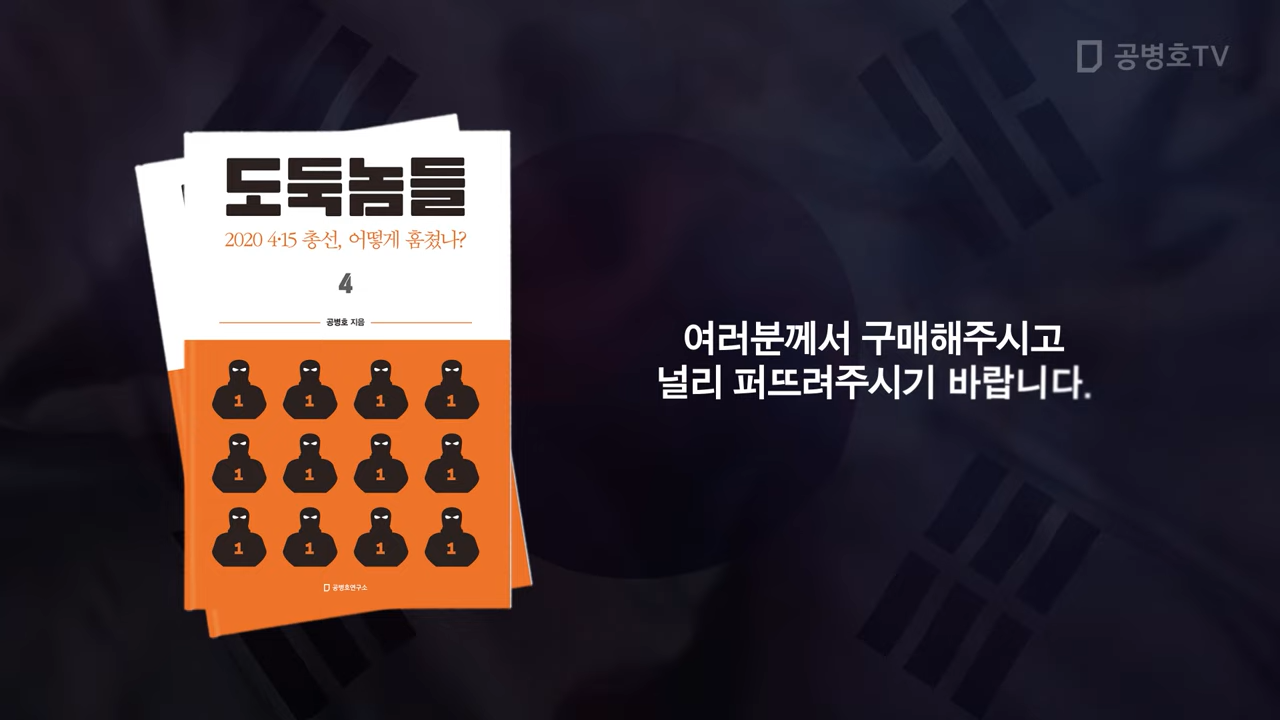 공병호TV
도둑놈들
2020 4·15 총선, 어떻게 훔쳤나?
4
공병호 지음
1 1 1 1
1 1 1 1
1 1 1 1
공병호연구소
여러분께서 구매해주시고
널리 퍼뜨려주시기 바랍니다.